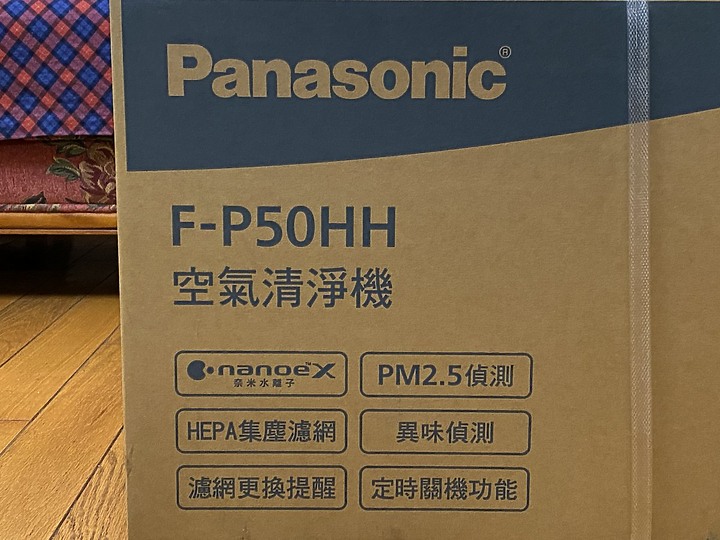 Panasonic®
F-P50HH
空氣清淨機
nanoe™X
奈米水離子
PM2.5偵測
HEPA集塵濾網
異味偵測
濾網更換提醒
定時關機功能